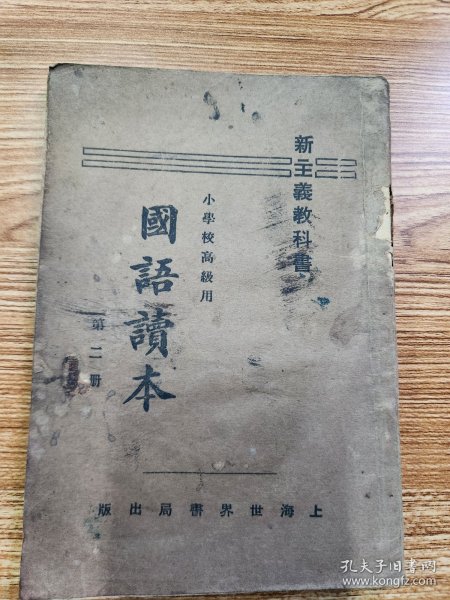 新主義教科書
小學校高級用
國語讀本
第二冊
上海世界書局出版
孔夫子旧书网
www.kongfz.com